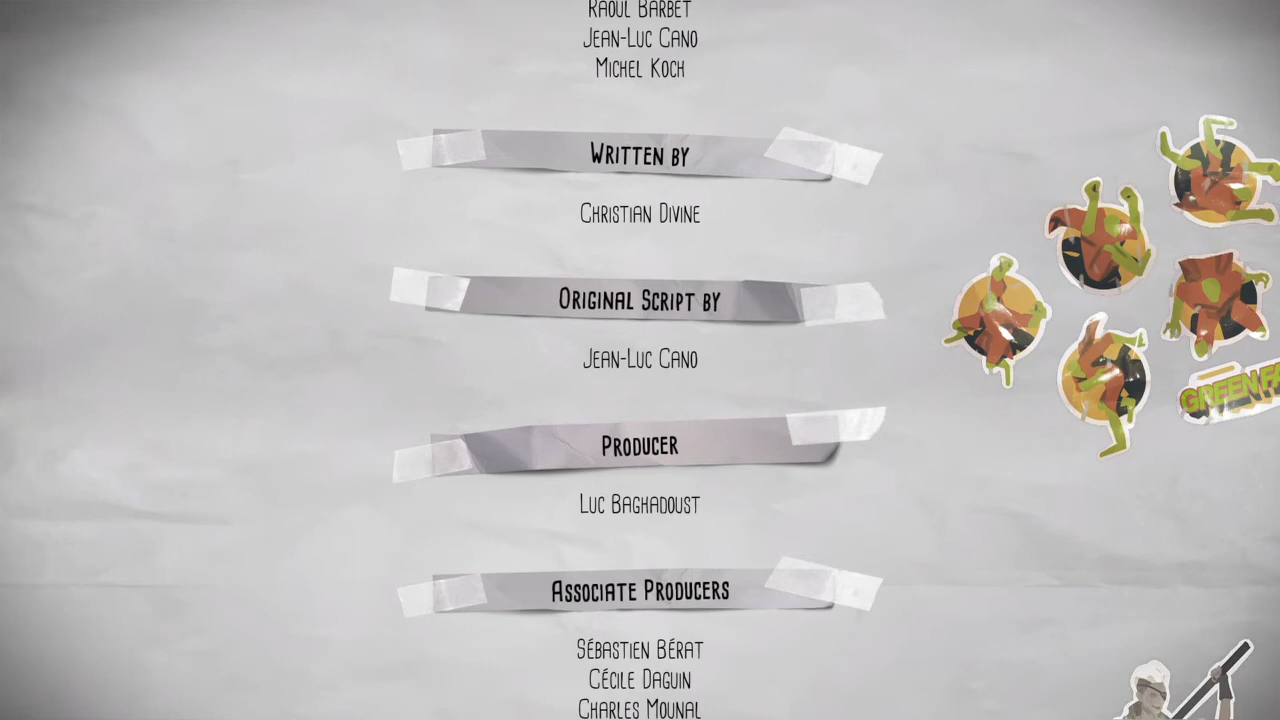 Raoul Barbet
Jean-Luc Cano
Michel Koch
Written by
Christian Divine
Original Script by
Jean-Luc Cano
Producer
Luc Baghadoust
Associate Producers
Sébastien Bérat
Cécile Daguin
Charles Mounal
GREEN